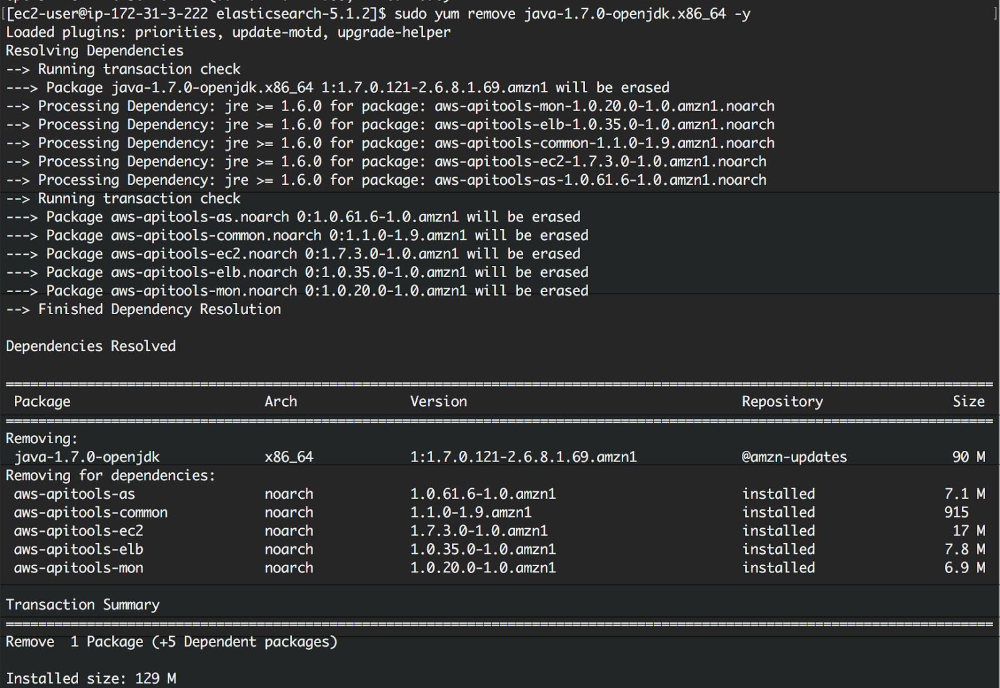 [[ec2-user@ip-172-31-3-222 elasticsearch-5.1.2]$ sudo yum remove java-1.7.0-openjdk.x86_64 -y ]
Loaded plugins: priorities, update-motd, upgrade-helper
Resolving Dependencies
--> Running transaction check
---> Package java-1.7.0-openjdk.x86_64 1:1.7.0.121-2.6.8.1.69.amzn1 will be erased
--> Processing Dependency: jre >= 1.6.0 for package: aws-apitools-mon-1.0.20.0-1.0.amzn1.noarch
--> Processing Dependency: jre >= 1.6.0 for package: aws-apitools-elb-1.0.35.0-1.0.amzn1.noarch
--> Processing Dependency: jre >= 1.6.0 for package: aws-apitools-common-1.1.0-1.9.amzn1.noarch
--> Processing Dependency: jre >= 1.6.0 for package: aws-apitools-ec2-1.7.3.0-1.0.amzn1.noarch
--> Processing Dependency: jre >= 1.6.0 for package: aws-apitools-as-1.0.61.6-1.0.amzn1.noarch
--> Running transaction check
---> Package aws-apitools-as.noarch 0:1.0.61.6-1.0.amzn1 will be erased
---> Package aws-apitools-common.noarch 0:1.1.0-1.9.amzn1 will be erased
---> Package aws-apitools-ec2.noarch 0:1.7.3.0-1.0.amzn1 will be erased
---> Package aws-apitools-elb.noarch 0:1.0.35.0-1.0.amzn1 will be erased
---> Package aws-apitools-mon.noarch 0:1.0.20.0-1.0.amzn1 will be erased
--> Finished Dependency Resolution
Dependencies Resolved
================================================================================
Package Arch Version Repository Size
================================================================================
Removing:
java-1.7.0-openjdk x86_64 1:1.7.0.121-2.6.8.1.69.amzn1 @amzn-updates 90 M
Removing for dependencies:
aws-apitools-as noarch 1.0.61.6-1.0.amzn1 installed 7.1 M
aws-apitools-common noarch 1.1.0-1.9.amzn1 installed 915
aws-apitools-ec2 noarch 1.7.3.0-1.0.amzn1 installed 17 M
aws-apitools-elb noarch 1.0.35.0-1.0.amzn1 installed 7.8 M
aws-apitools-mon noarch 1.0.20.0-1.0.amzn1 installed 6.9 M
Transaction Summary
================================================================================
Remove 1 Package (+5 Dependent packages)
Installed size: 129 M